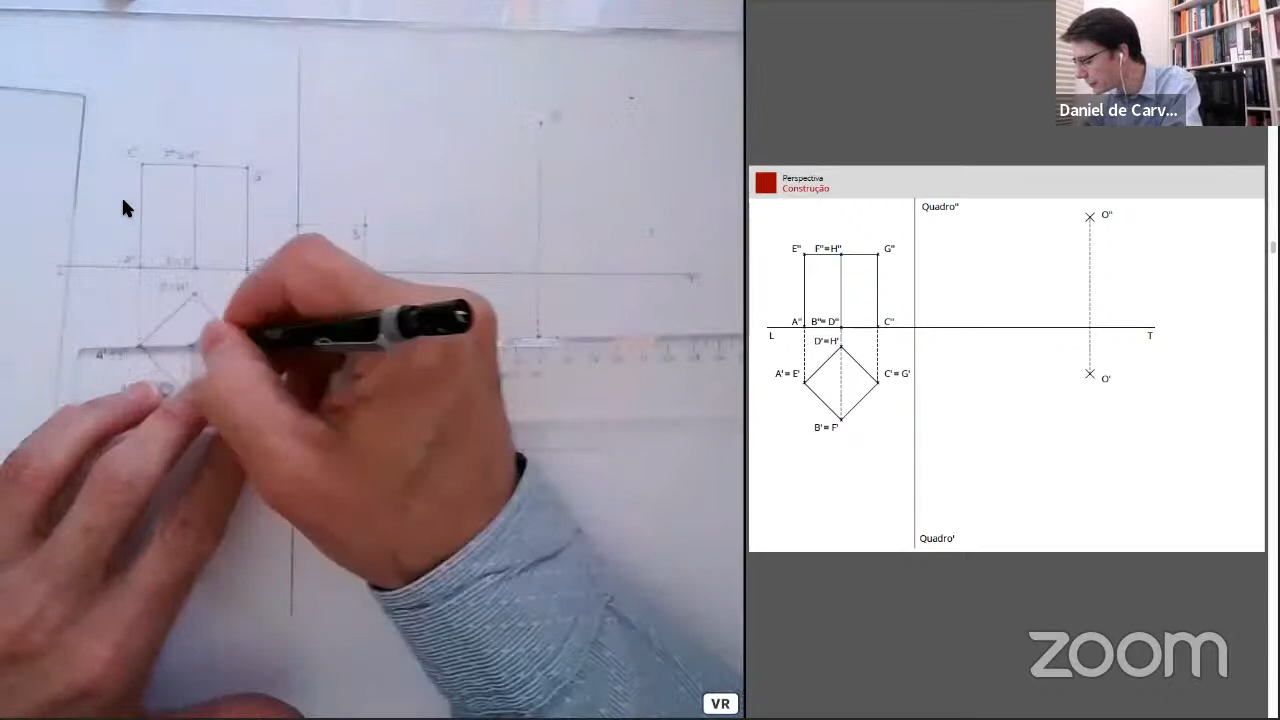 Daniel de Carv...
Perspectiva
Construção
Quadro"
O"
E" F"≡H" G"
A" B"≡D" C"
L T
D'≡H'
A'≡E' C'≡G'
O'
B'≡F'
Quadro'
zoom
VR